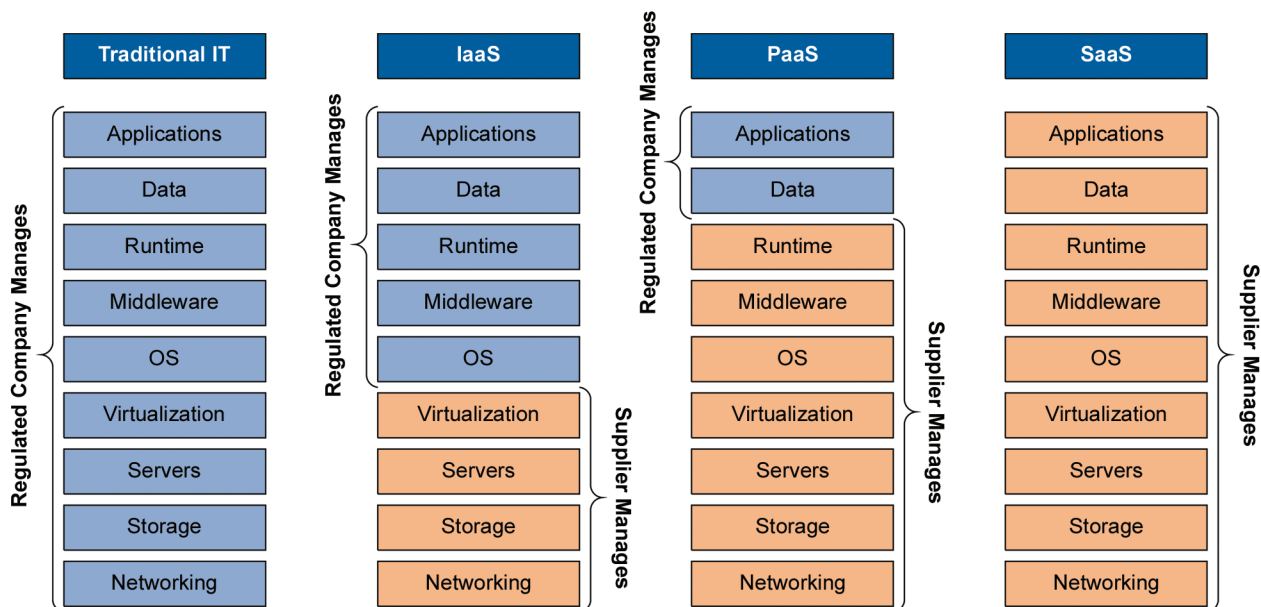 Traditional IT
Regulated Company Manages
Applications
Data
Runtime
Middleware
OS
Virtualization
Servers
Storage
Networking
IaaS
Regulated Company Manages
Applications
Data
Runtime
Middleware
OS
Virtualization
Servers
Storage
Networking
Supplier Manages
PaaS
Regulated Company Manages
Applications
Data
Runtime
Middleware
OS
Virtualization
Servers
Storage
Networking
Supplier Manages
SaaS
Applications
Data
Runtime
Middleware
OS
Virtualization
Servers
Storage
Networking
Supplier Manages